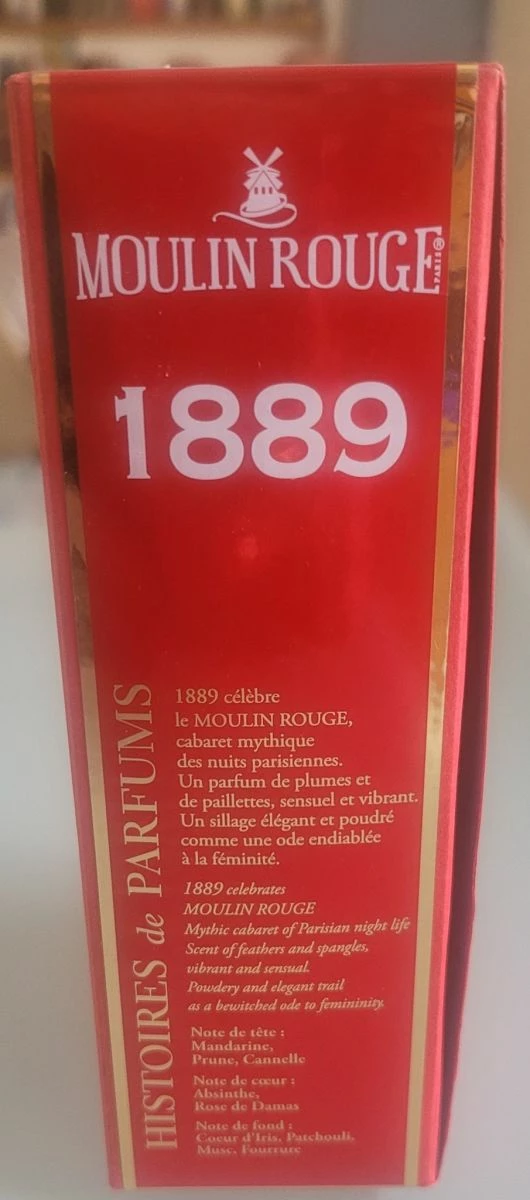 MOULIN ROUGE®
PARIS
1889
HISTOIRES de PARFUMS
1889 célèbre
le MOULIN ROUGE,
cabaret mythique
des nuits parisiennes.
Un parfum de plumes et
de paillettes, sensuel et vibrant.
Un sillage élégant et poudré
comme une ode endiablée
à la féminité.
1889 celebrates
MOULIN ROUGE
Mythic cabaret of Parisian night life
Scent of feathers and spangles,
vibrant and sensual.
Powdery and elegant trail
as a bewitched ode to femininity.
Note de tête :
Mandarine,
Prune, Cannelle
Note de cœur :
Absinthe,
Rose de Damas
Note de fond :
Coeur d'Iris, Patchouli,
Musc, Fourrure